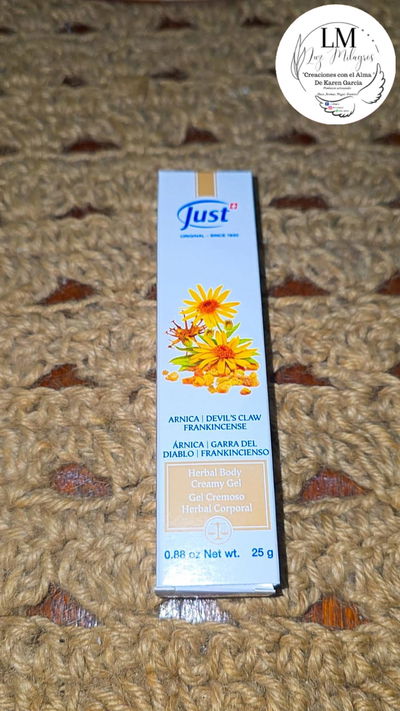 LM
Luz Milagros
"Creaciones con el Alma"
De Karen Garcia
Just
ORIGINAL - SINCE 1930
ARNICA | DEVIL'S CLAW
FRANKINCENSE
ÁRNICA | GARRA DEL
DIABLO | FRANKINCIENSO
Herbal Body
Creamy Gel
Gel Cremoso
Herbal Corporal
0.88 oz Net wt. 25 g